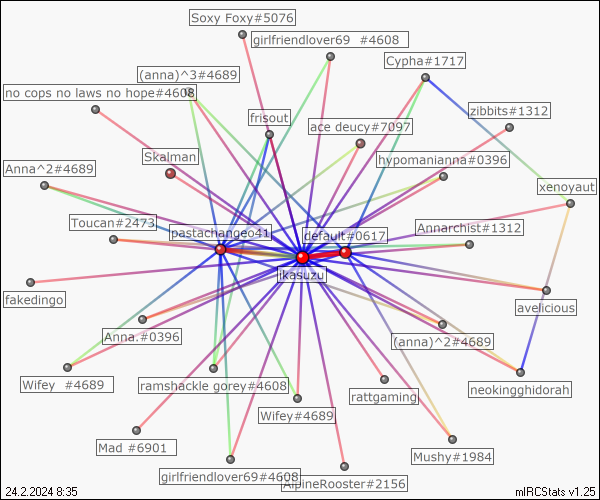 Soxy Foxy#5076
girlfriendlover69 #4608
Cypha#1717
(anna)^3#4689
no cops no laws no hope#4608
zibbits#1312
frisout
ace deucy#7097
Skalman
hypomanianna#0396
Anna^2#4689
xenoyaut
Toucan#2473
pastachangeo41
default#0617
Annarchist#1312
ikasuzu
fakedingo
avelicious
Anna.#0396
(anna)^2#4689
Wifey #4689
ramshackle gorey#4608
rattgaming
neokingghidorah
Wifey#4689
Mad #6901
Mushy#1984
girlfriendlover69#4608
AlpineRooster#2156
24.2.2024 8:35
mIRCStats v1.25